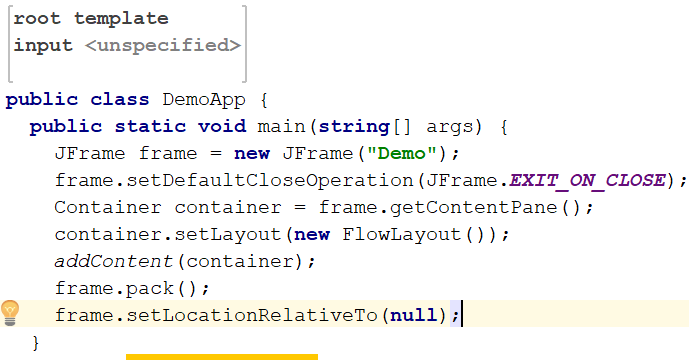 root template
input <unspecified>
public class DemoApp {
public static void main(string[] args) {
JFrame frame = new JFrame("Demo");
frame.setDefaultCloseOperation(JFrame.EXIT_ON_CLOSE);
Container container = frame.getContentPane();
container.setLayout(new FlowLayout());
addContent(container);
frame.pack();
frame.setLocationRelativeTo(null);
}